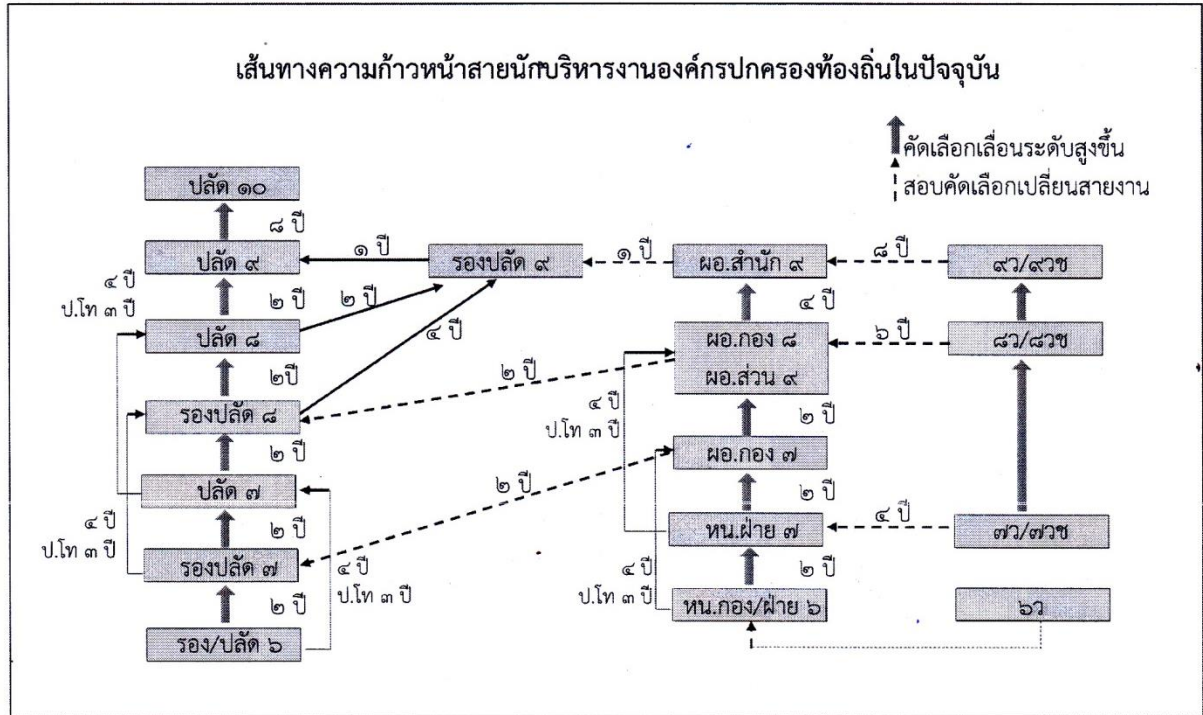 เส้นทางความก้าวหน้าสายนักบริหารงานองค์กรปกครองท้องถิ่นในปัจจุบัน
คัดเลือกเลื่อนระดับสูงขึ้น
สอบคัดเลือกเปลี่ยนสายงาน
ปลัด ๑๐
๘ ปี
ปลัด ๙
๑ ปี
รองปลัด ๙
๑ ปี
ผอ.สำนัก ๙
๘ ปี
๙ว/๙วช
๔ ปี
ป.โท ๓ ปี
๒ ปี
๒ ปี
๔ ปี
๔ ปี
ปลัด ๘
ผอ.กอง ๘
ผอ.ส่วน ๙
๖ ปี
๘ว/๘วช
๒ปี
๒ ปี
รองปลัด ๘
๔ ปี
ป.โท ๓ ปี
๒ ปี
๒ ปี
ผอ.กอง ๗
ปลัด ๗
๒ ปี
๒ ปี
๔ ปี
ป.โท ๓ ปี
๒ ปี
หน.ฝ่าย ๗
๔ ปี
๗ว/๗วช
รองปลัด ๗
๔ ปี
ป.โท ๓ ปี
๔ ปี
ป.โท ๓ ปี
๒ ปี
๒ ปี
หน.กอง/ฝ่าย ๖
๖ว
รอง/ปลัด ๖